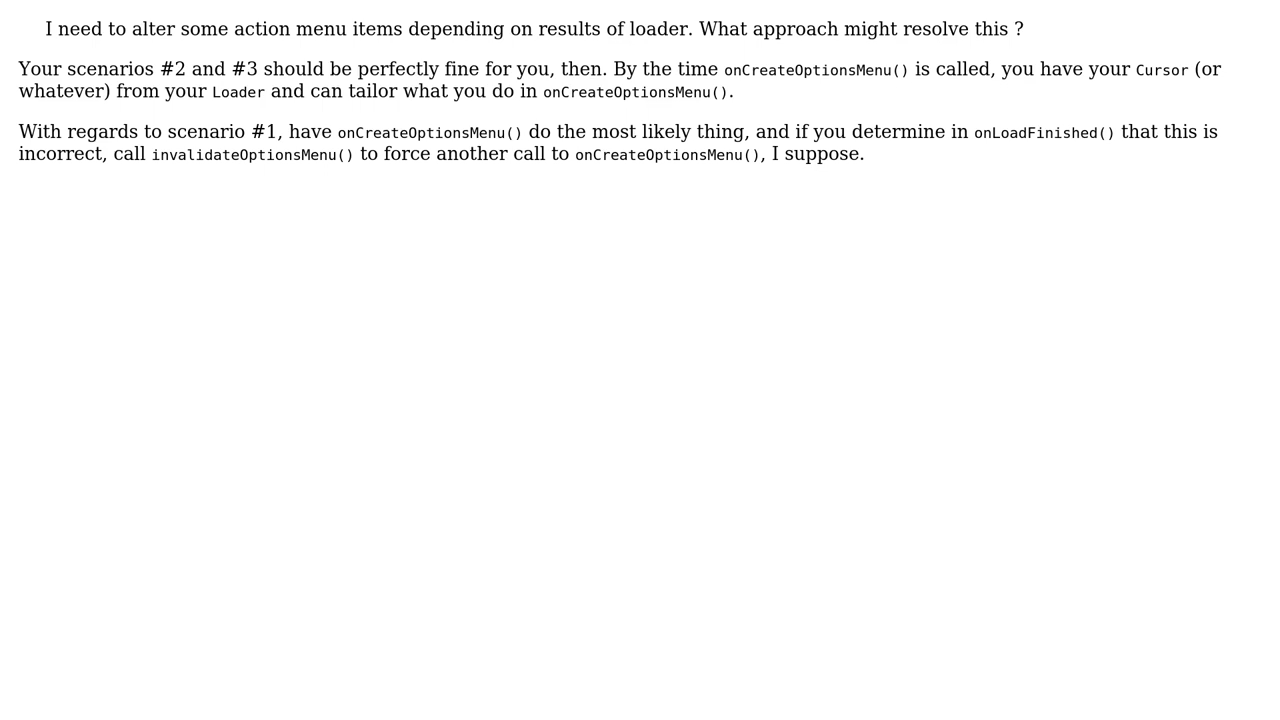 I need to alter some action menu items depending on results of loader. What approach might resolve this ?
Your scenarios #2 and #3 should be perfectly fine for you, then. By the time onCreateOptionsMenu() is called, you have your Cursor (or
whatever) from your Loader and can tailor what you do in onCreateOptionsMenu().
With regards to scenario #1, have onCreateOptionsMenu() do the most likely thing, and if you determine in onLoadFinished() that this is
incorrect, call invalidateOptionsMenu() to force another call to onCreateOptionsMenu(), I suppose.